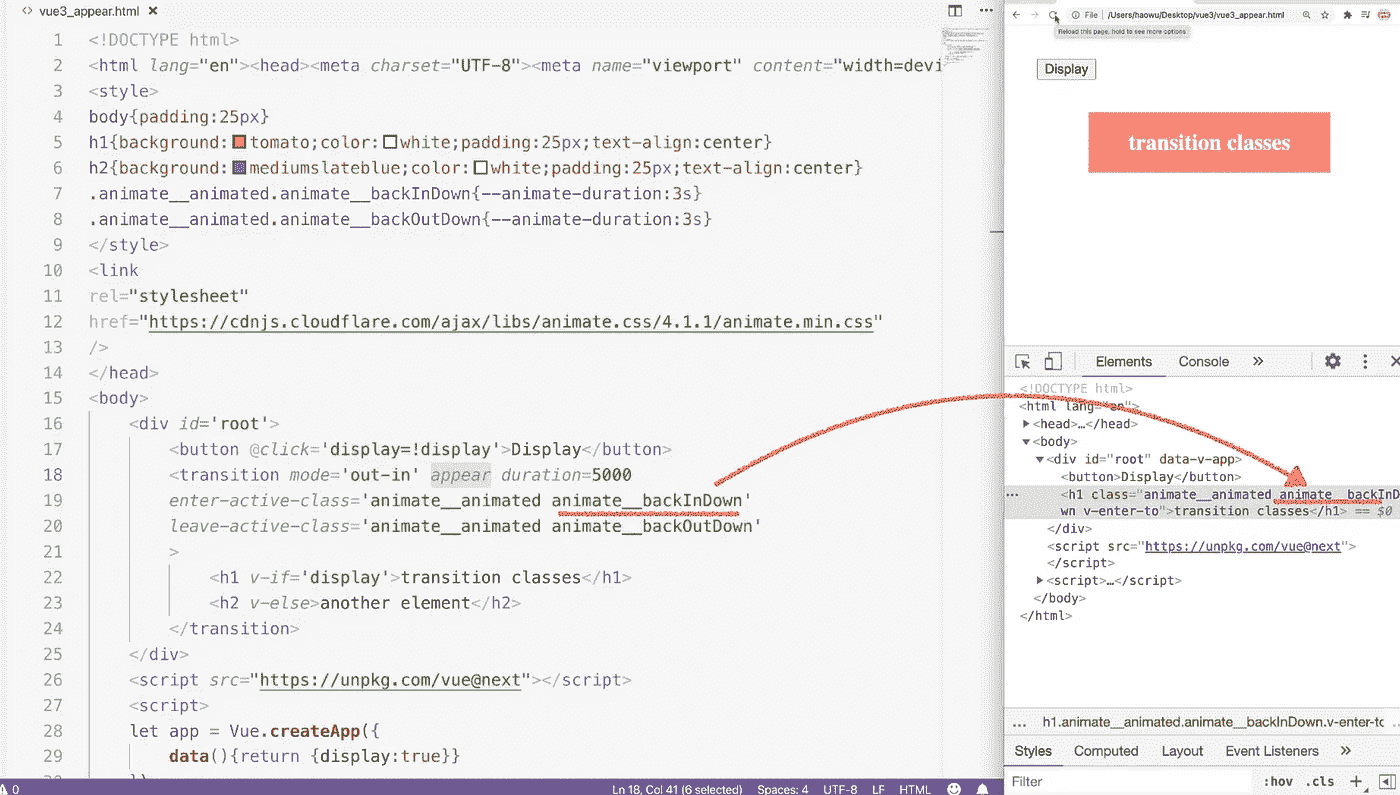 vue3_appear.html
1 <!DOCTYPE html>
2 <html lang="en"><head><meta charset="UTF-8"><meta name="viewport" content="width=devi
3 <style>
4 body{padding:25px}
5 h1{background:tomato;color:white;padding:25px;text-align:center}
6 h2{background:mediumslateblue;color:white;padding:25px;text-align:center}
7 .animate__animated.animate__backInDown{--animate-duration:3s}
8 .animate__animated.animate__backOutDown{--animate-duration:3s}
9 </style>
10 <link
11 rel="stylesheet"
12 href="https://cdnjs.cloudflare.com/ajax/libs/animate.css/4.1.1/animate.min.css"
13 />
14 </head>
15 <body>
16 <div id='root'>
17 <button @click='display=!display'>Display</button>
18 <transition mode='out-in' appear duration=5000
19 enter-active-class='animate__animated animate__backInDown'
20 leave-active-class='animate__animated animate__backOutDown'
21 >
22 <h1 v-if='display'>transition classes</h1>
23 <h2 v-else>another element</h2>
24 </transition>
25 </div>
26 <script src="https://unpkg.com/vue@next"></script>
27 <script>
28 let app = Vue.createApp({
29 data(){return {display:true}}
0 Ln 18, Col 41 (6 selected) Spaces: 4 UTF-8 LF HTML
File /Users/haowu/Desktop/vue3/vue3_appear.html
Reload this page, hold to see more options
Display
transition classes
Elements Console
<!DOCTYPE html>
<html lang="en">
<head>…</head>
<body>
<div id="root" data-v-app>
<button>Display</button>
<h1 class="animate__animated animate__backInDo
wn v-enter-to">transition classes</h1> == $0
</div>
<script src="https://unpkg.com/vue@next">
</script>
<script>…</script>
</body>
</html>
... h1.animate__animated.animate__backInDown.v-enter-to
Styles Computed Layout Event Listeners
Filter :hov .cls